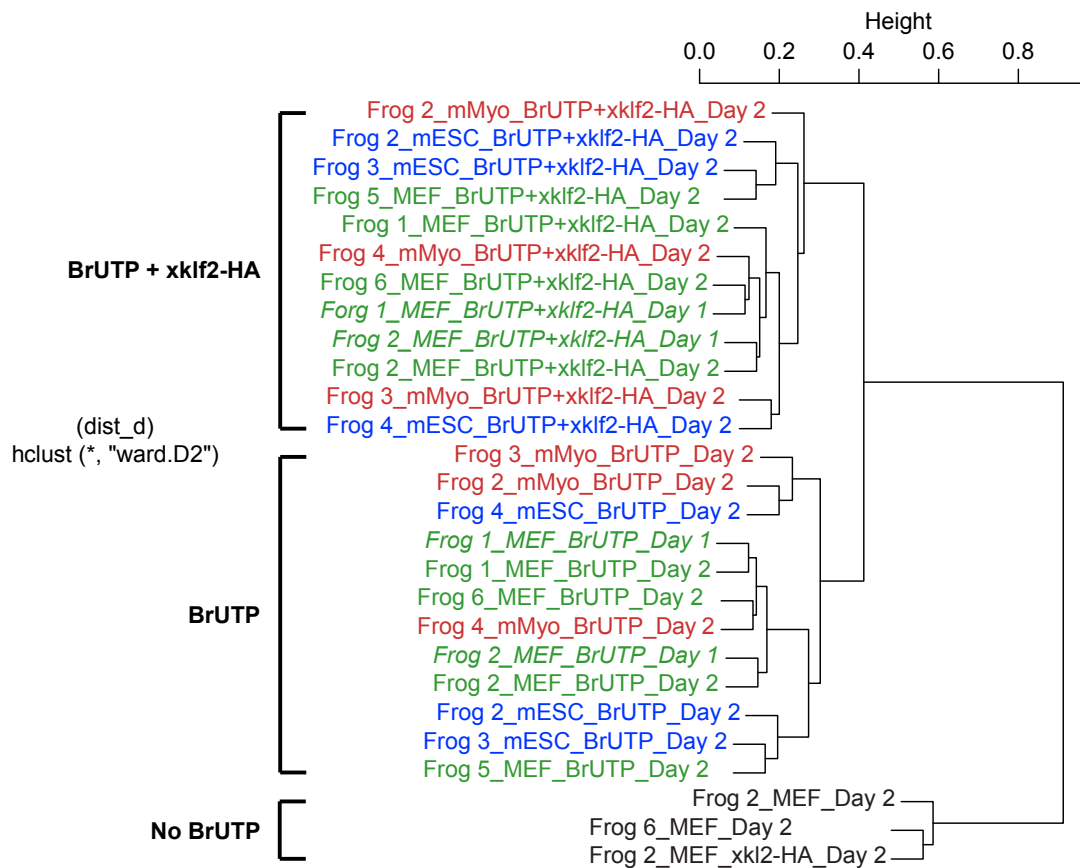 Height
0.0 0.2 0.4 0.6 0.8
Frog 2_mMyo_BrUTP+xklf2-HA_Day 2
Frog 2_mESC_BrUTP+xklf2-HA_Day 2
Frog 3_mESC_BrUTP+xklf2-HA_Day 2
Frog 5_MEF_BrUTP+xklf2-HA_Day 2
Frog 1_MEF_BrUTP+xklf2-HA_Day 2
Frog 4_mMyo_BrUTP+xklf2-HA_Day 2
BrUTP + xklf2-HA
Frog 6_MEF_BrUTP+xklf2-HA_Day 2
Forg 1_MEF_BrUTP+xklf2-HA_Day 1
Frog 2_MEF_BrUTP+xklf2-HA_Day 1
Frog 2_MEF_BrUTP+xklf2-HA_Day 2
Frog 3_mMyo_BrUTP+xklf2-HA_Day 2
Frog 4_mESC_BrUTP+xklf2-HA_Day 2
(dist_d)
hclust (*, "ward.D2")
Frog 3_mMyo_BrUTP_Day 2
Frog 2_mMyo_BrUTP_Day 2
Frog 4_mESC_BrUTP_Day 2
Frog 1_MEF_BrUTP_Day 1
Frog 1_MEF_BrUTP_Day 2
Frog 6_MEF_BrUTP_Day 2
BrUTP
Frog 4_mMyo_BrUTP_Day 2
Frog 2_MEF_BrUTP_Day 1
Frog 2_MEF_BrUTP_Day 2
Frog 2_mESC_BrUTP_Day 2
Frog 3_mESC_BrUTP_Day 2
Frog 5_MEF_BrUTP_Day 2
Frog 2_MEF_Day 2
No BrUTP
Frog 6_MEF_Day 2
Frog 2_MEF_xkl2-HA_Day 2